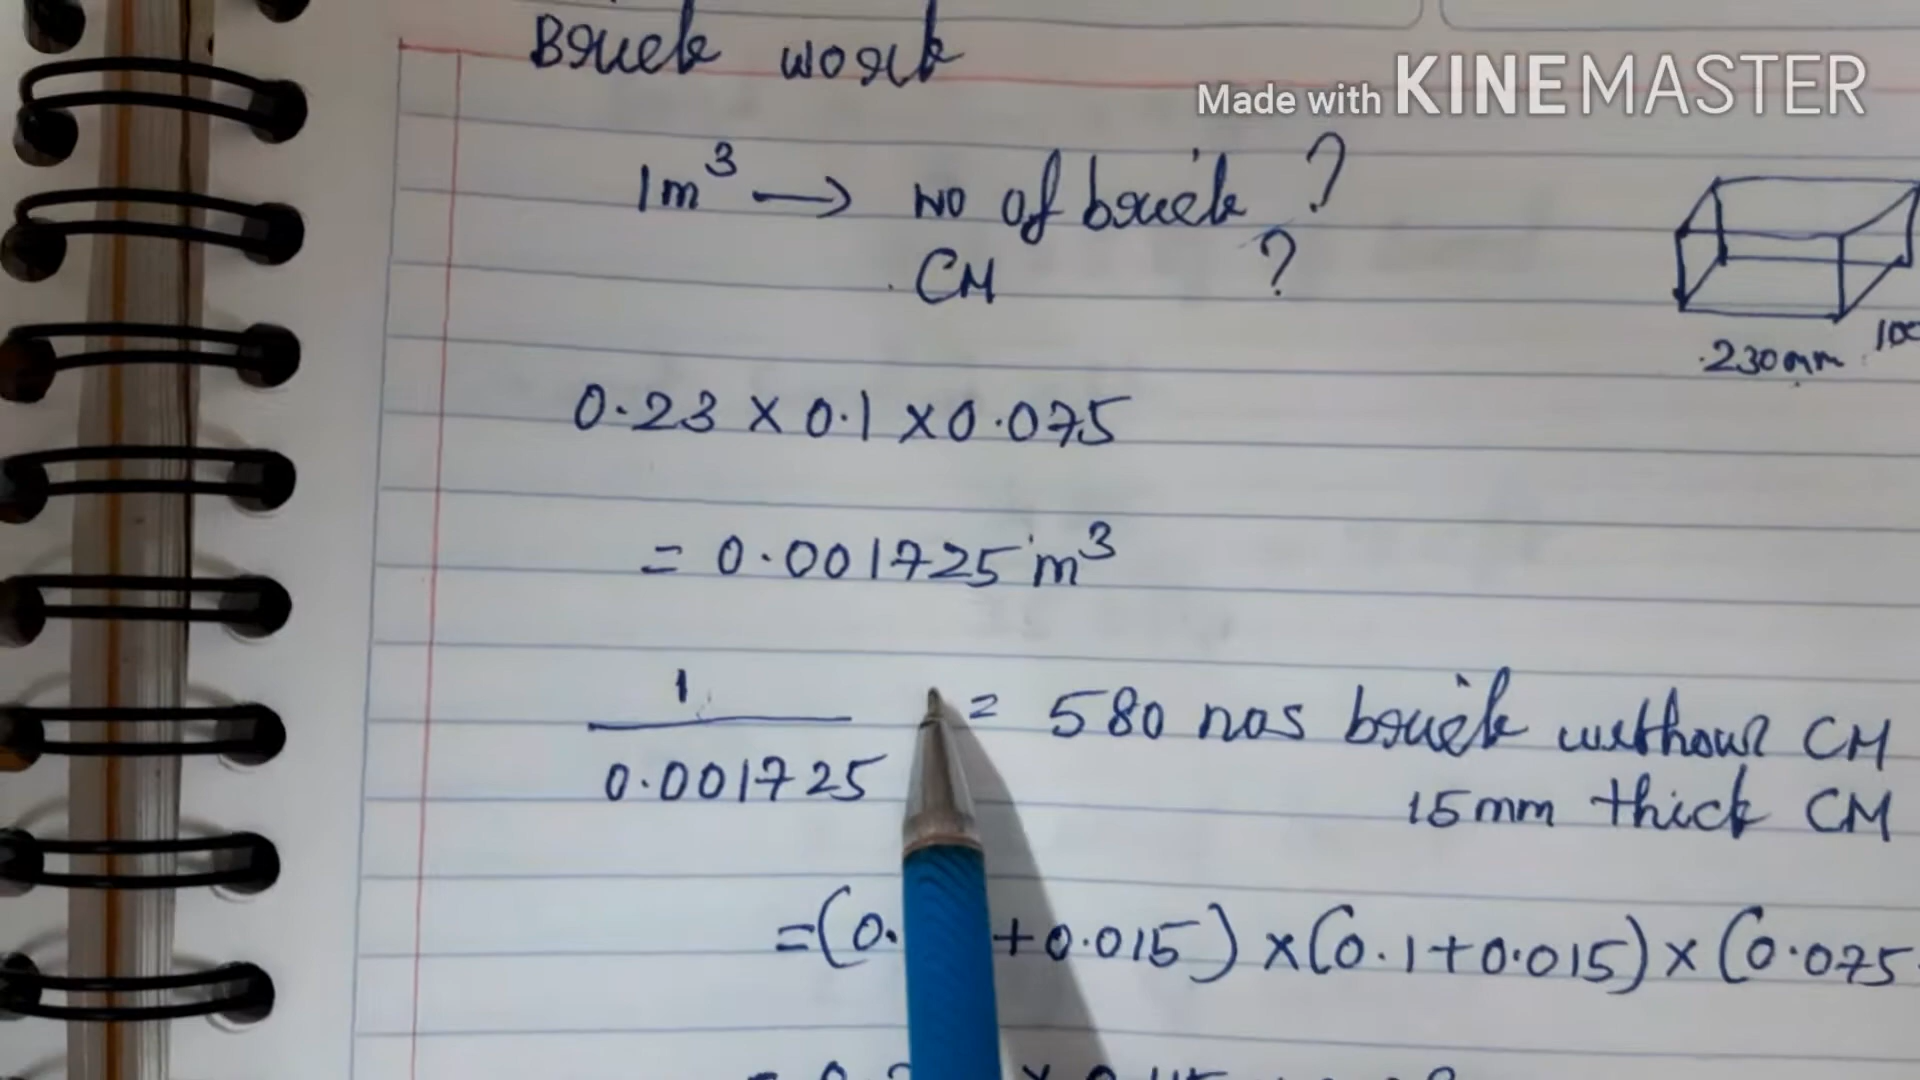 Brick work
Made with KINEMASTER
1m³ → no of brick ?
CM ?
230mm 100
0.23 x 0.1 x 0.075
= 0.001725 m³
1
0.001725
= 580 nos brick without CM
15mm thick CM
=(0. +0.015) x (0.1+0.015) x (0.075